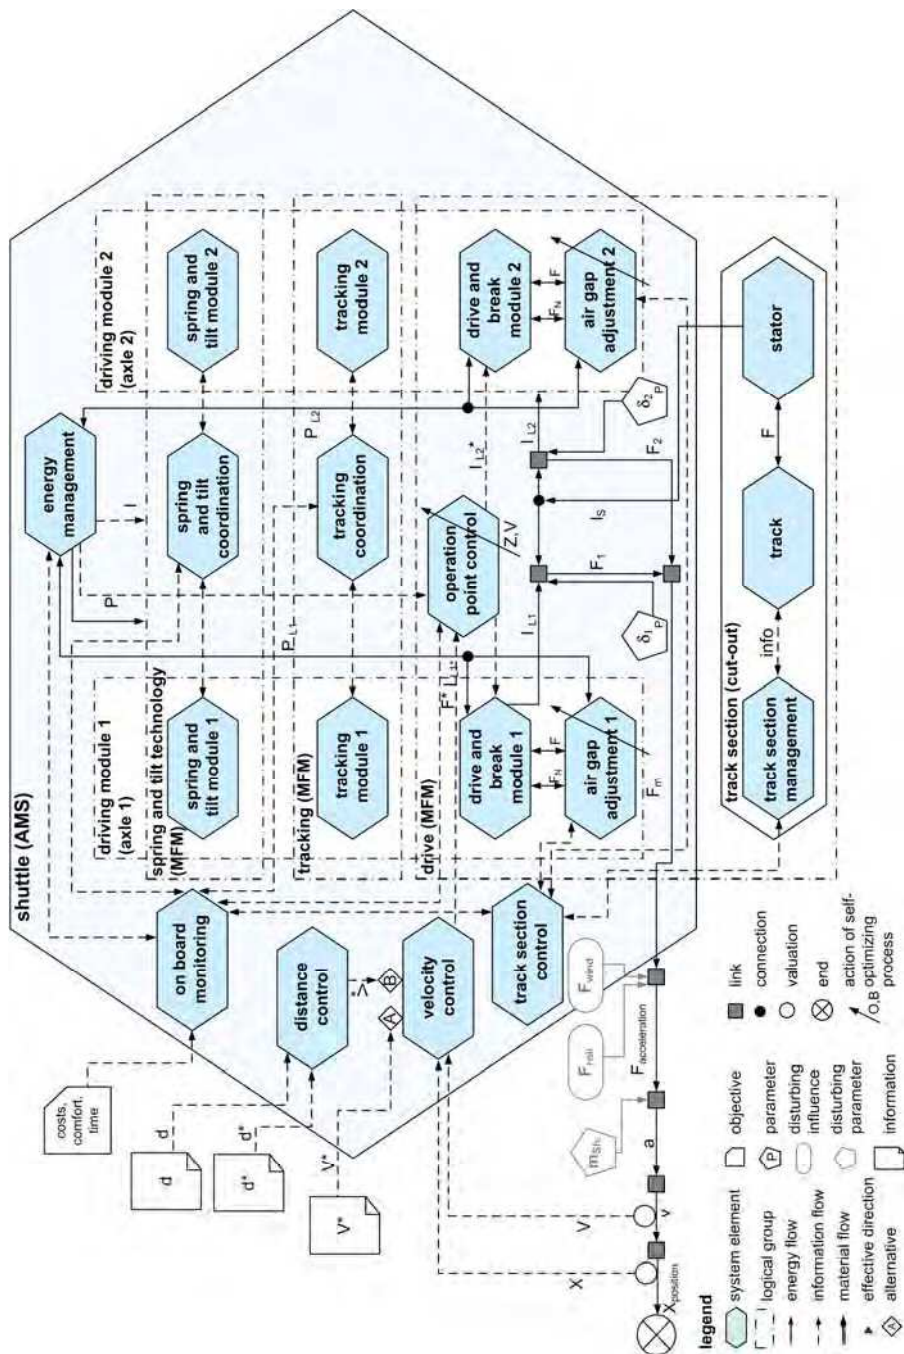 shuttle (AMS)
costs,
comfort,
time
d
d*
V*
d
d*
V*
on board
monitoring
distance
control
V*
A
B
velocity
control
track section
control
energy
management
P
I
driving module 1
(axle 1)
driving module 2
(axle 2)
spring and tilt technology
(MFM)
spring and
tilt module 1
spring
and tilt
coordination
spring and
tilt module 2
tracking (MFM)
tracking
module 1
tracking
coordination
tracking
module 2
P L1
P L2
drive (MFM)
F*
I L1*
operation
point control
Z,V
I L2*
drive and
break
module 1
drive and
break
module 2
F N
F
F N
F
air gap
adjustment 1
air gap
adjustment 2
I L1
I L2
δ1 P
δ2 P
I S
F 1
F 2
F m
track section (cut-out)
track section
management
info
track
F
stator
F wind
F roll
m Sh
F acceleration
a
V
v
X
X position
legend
system element
logical group
energy flow
information flow
material flow
effective direction
A
alternative
objective
P
parameter
disturbing
influence
disturbing
parameter
information
link
connection
valuation
end
action of self-
optimizing
process
O,B